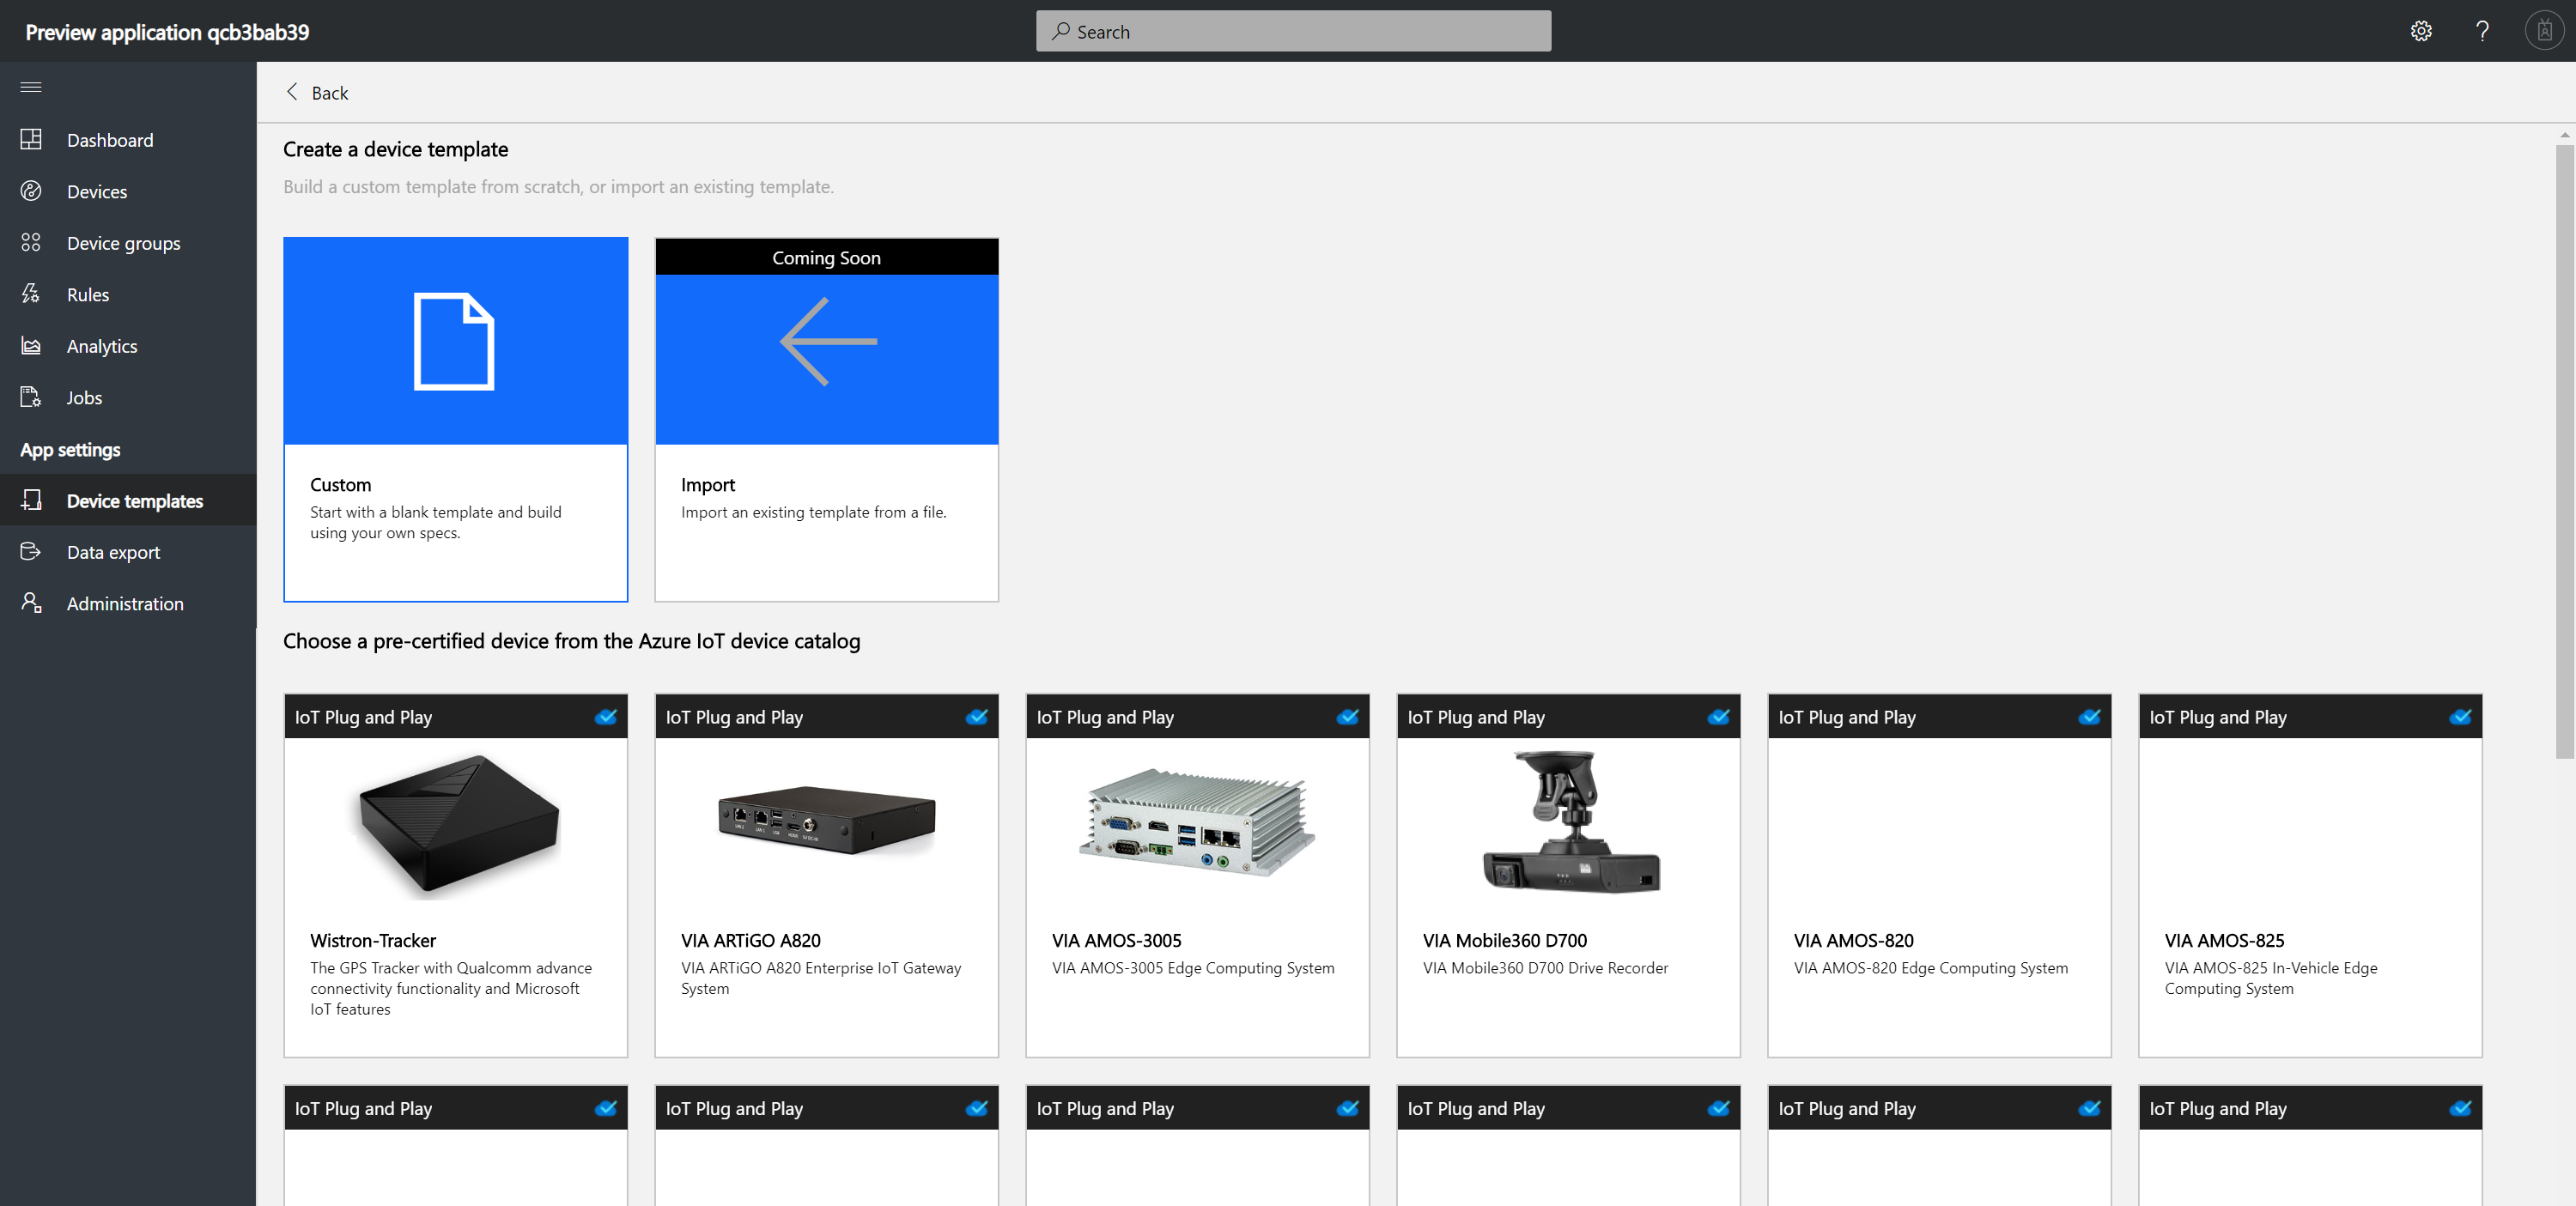 Preview application qcb3bab39
Search
Back
Dashboard
Devices
Device groups
Rules
Analytics
Jobs
App settings
Device templates
Data export
Administration
Create a device template
Build a custom template from scratch, or import an existing template.
Custom
Start with a blank template and build
using your own specs.
Coming Soon
Import
Import an existing template from a file.
Choose a pre-certified device from the Azure IoT device catalog
IoT Plug and Play
Wistron-Tracker
The GPS Tracker with Qualcomm advance
connectivity functionality and Microsoft
IoT features
IoT Plug and Play
VIA ARTiGO A820
VIA ARTiGO A820 Enterprise IoT Gateway
System
IoT Plug and Play
VIA AMOS-3005
VIA AMOS-3005 Edge Computing System
IoT Plug and Play
VIA Mobile360 D700
VIA Mobile360 D700 Drive Recorder
IoT Plug and Play
VIA AMOS-820
VIA AMOS-820 Edge Computing System
IoT Plug and Play
VIA AMOS-825
VIA AMOS-825 In-Vehicle Edge
Computing System
IoT Plug and Play
IoT Plug and Play
IoT Plug and Play
IoT Plug and Play
IoT Plug and Play
IoT Plug and Play